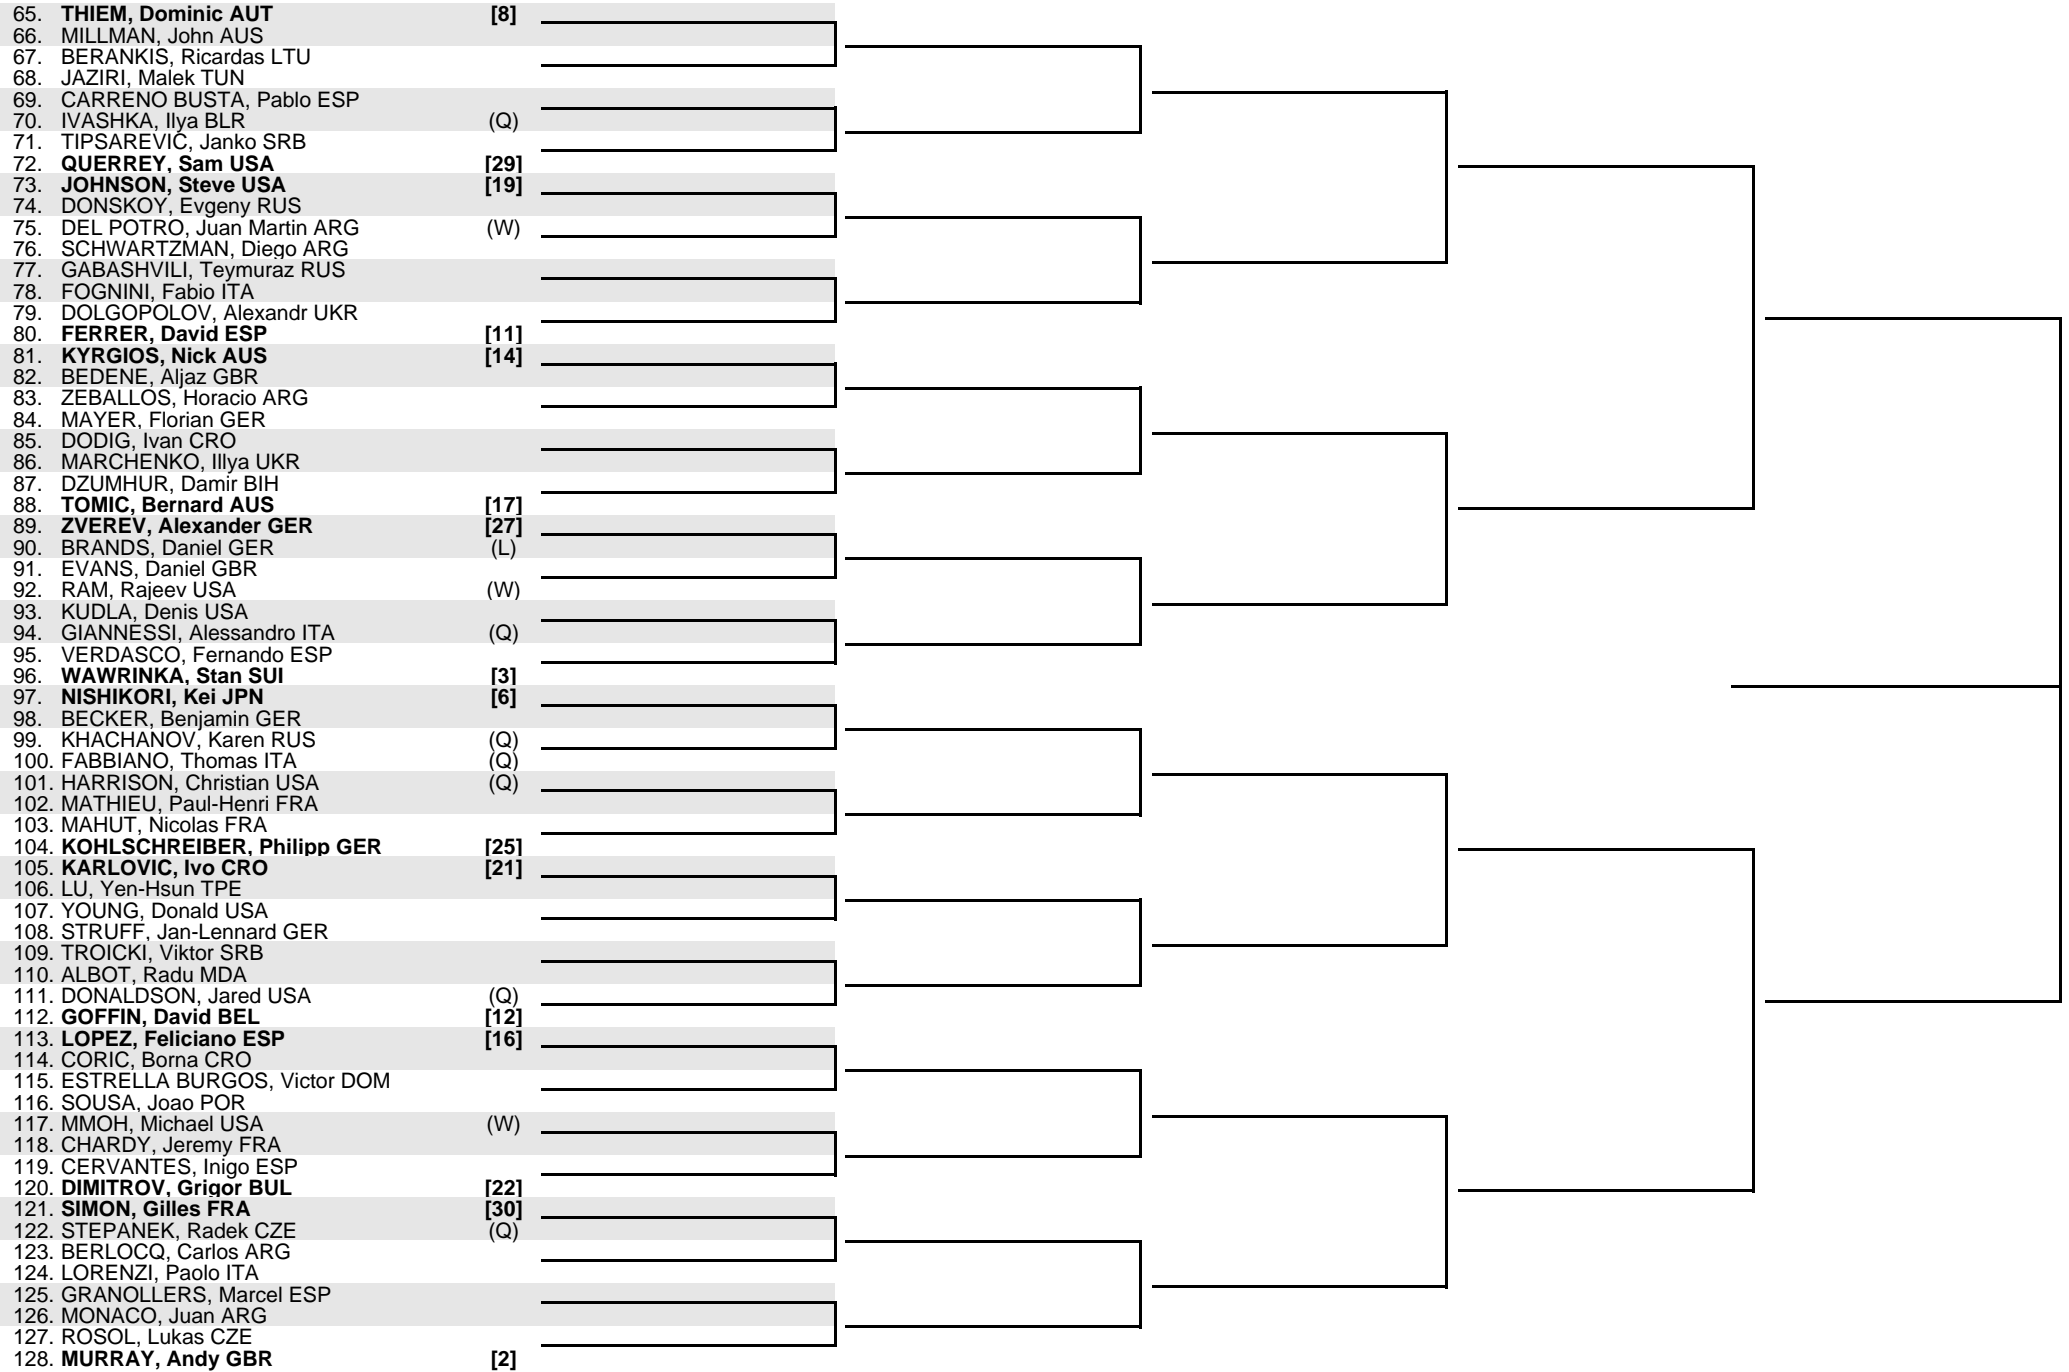 65. THIEM, Dominic AUT [8]
66. MILLMAN, John AUS
67. BERANKIS, Ricardas LTU
68. JAZIRI, Malek TUN
69. CARRENO BUSTA, Pablo ESP
70. IVASHKA, Ilya BLR (Q)
71. TIPSAREVIC, Janko SRB
72. QUERREY, Sam USA [29]
73. JOHNSON, Steve USA [19]
74. DONSKOY, Evgeny RUS
75. DEL POTRO, Juan Martin ARG (W)
76. SCHWARTZMAN, Diego ARG
77. GABASHVILI, Teymuraz RUS
78. FOGNINI, Fabio ITA
79. DOLGOPOLOV, Alexandr UKR
80. FERRER, David ESP [11]
81. KYRGIOS, Nick AUS [14]
82. BEDENE, Aljaz GBR
83. ZEBALLOS, Horacio ARG
84. MAYER, Florian GER
85. DODIG, Ivan CRO
86. MARCHENKO, Illya UKR
87. DZUMHUR, Damir BIH
88. TOMIC, Bernard AUS [17]
89. ZVEREV, Alexander GER [27]
90. BRANDS, Daniel GER (L)
91. EVANS, Daniel GBR
92. RAM, Rajeev USA (W)
93. KUDLA, Denis USA
94. GIANNESSI, Alessandro ITA (Q)
95. VERDASCO, Fernando ESP
96. WAWRINKA, Stan SUI [3]
97. NISHIKORI, Kei JPN [6]
98. BECKER, Benjamin GER
99. KHACHANOV, Karen RUS (Q)
100. FABBIANO, Thomas ITA (Q)
101. HARRISON, Christian USA (Q)
102. MATHIEU, Paul-Henri FRA
103. MAHUT, Nicolas FRA
104. KOHLSCHREIBER, Philipp GER [25]
105. KARLOVIC, Ivo CRO [21]
106. LU, Yen-Hsun TPE
107. YOUNG, Donald USA
108. STRUFF, Jan-Lennard GER
109. TROICKI, Viktor SRB
110. ALBOT, Radu MDA
111. DONALDSON, Jared USA (Q)
112. GOFFIN, David BEL [12]
113. LOPEZ, Feliciano ESP [16]
114. CORIC, Borna CRO
115. ESTRELLA BURGOS, Victor DOM
116. SOUSA, Joao POR
117. MMOH, Michael USA (W)
118. CHARDY, Jeremy FRA
119. CERVANTES, Inigo ESP
120. DIMITROV, Grigor BUL [22]
121. SIMON, Gilles FRA [30]
122. STEPANEK, Radek CZE (Q)
123. BERLOCQ, Carlos ARG
124. LORENZI, Paolo ITA
125. GRANOLLERS, Marcel ESP
126. MONACO, Juan ARG
127. ROSOL, Lukas CZE
128. MURRAY, Andy GBR [2]